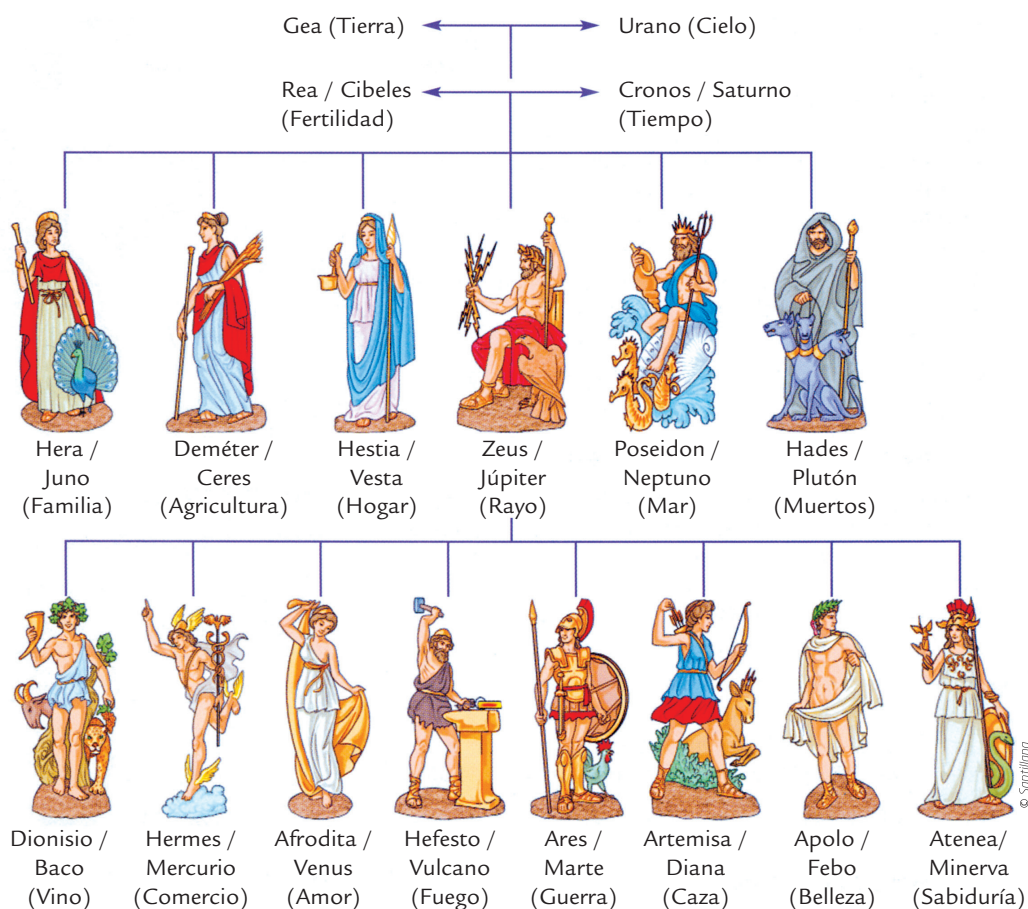 Gea (Tierra)
Urano (Cielo)
Rea / Cibeles
(Fertilidad)
Cronos / Saturno
(Tiempo)
Hera /
Juno
(Familia)
Deméter /
Ceres
(Agricultura)
Hestia /
Vesta
(Hogar)
Zeus /
Júpiter
(Rayo)
Poseidon /
Neptuno
(Mar)
Hades /
Plutón
(Muertos)
Dionisio /
Baco
(Vino)
Hermes /
Mercurio
(Comercio)
Afrodita /
Venus
(Amor)
Hefesto /
Vulcano
(Fuego)
Ares /
Marte
(Guerra)
Artemisa /
Diana
(Caza)
Apolo /
Febo
(Belleza)
Atenea/
Minerva
(Sabiduría)
© Santillana